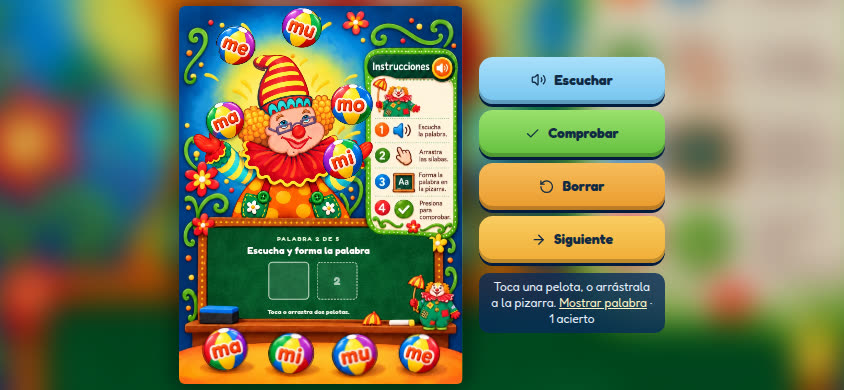 me
mu
ma
mo
mi
Instrucciones
1 Escucha
la palabra.
2 Arrastra
las sílabas.
3 Aa Forma la
palabra en
la pizarra.
4 Presiona
para
comprobar.
PALABRA 2 DE 5
Escucha y forma la palabra
2
Toca o arrastra dos pelotas.
ma
mi
mu
me
Escuchar
Comprobar
Borrar
Siguiente
Toca una pelota, o arrástrala
a la pizarra. Mostrar palabra ·
1 acierto